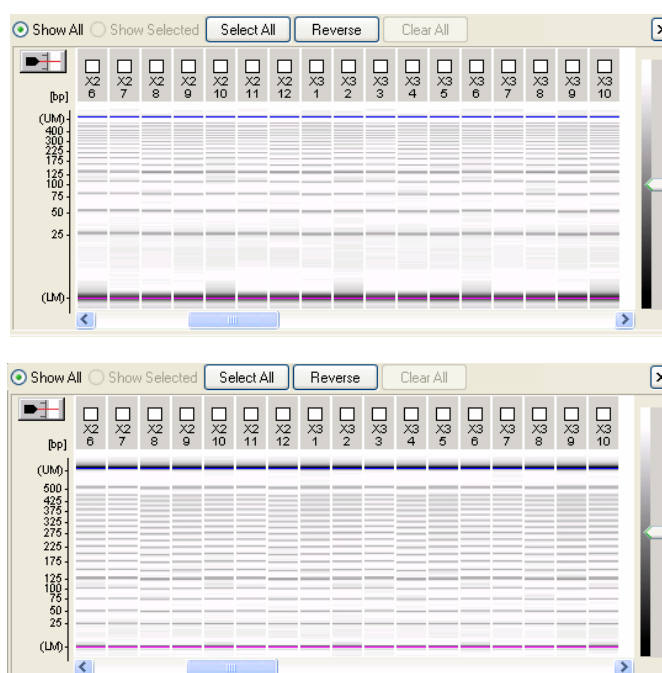 Show All Show Selected Select All Reverse Clear All
X2 X2 X2 X2 X2 X2 X2 X3 X3 X3 X3 X3 X3 X3 X3 X3 X3
[bp] 6 7 8 9 10 11 12 1 2 3 4 5 6 7 8 9 10
(UM)
400
300
225
175
125
100
75
50
25
(LM)
Show All Show Selected Select All Reverse Clear All
X2 X2 X2 X2 X2 X2 X2 X3 X3 X3 X3 X3 X3 X3 X3 X3 X3
[bp] 6 7 8 9 10 11 12 1 2 3 4 5 6 7 8 9 10
(UM)
500
425
375
325
275
225
175
125
100
75
50
25
(LM)